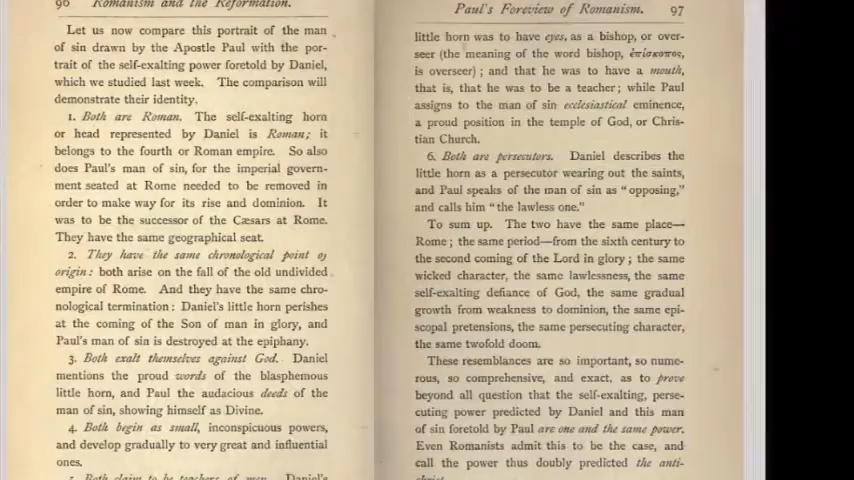 96 Romanism and the Reformation.
Let us now compare this portrait of the man
of sin drawn by the Apostle Paul with the por-
trait of the self-exalting power foretold by Daniel,
which we studied last week. The comparison will
demonstrate their identity.
1. Both are Roman. The self-exalting horn
or head represented by Daniel is Roman; it
belongs to the fourth or Roman empire. So also
does Paul's man of sin, for the imperial govern-
ment seated at Rome needed to be removed in
order to make way for its rise and dominion. It
was to be the successor of the Cæsars at Rome.
They have the same geographical seat.
2. They have the same chronological point of
origin: both arise on the fall of the old undivided
empire of Rome. And they have the same chro-
nological termination: Daniel's little horn perishes
at the coming of the Son of man in glory, and
Paul's man of sin is destroyed at the epiphany.
3. Both exalt themselves against God. Daniel
mentions the proud words of the blasphemous
little horn, and Paul the audacious deeds of the
man of sin, showing himself as Divine.
4. Both begin as small, inconspicuous powers,
and develop gradually to very great and influential
ones.
5. Both claim to be teachers of men. Daniel's
Paul's Foreview of Romanism. 97
little horn was to have eyes, as a bishop, or over-
seer (the meaning of the word bishop, ἐπίσκοπος,
is overseer); and that he was to have a mouth,
that is, that he was to be a teacher; while Paul
assigns to the man of sin ecclesiastical eminence,
a proud position in the temple of God, or Chris-
tian Church.
6. Both are persecutors. Daniel describes the
little horn as a persecutor wearing out the saints,
and Paul speaks of the man of sin as "opposing,"
and calls him "the lawless one."
To sum up. The two have the same place—
Rome; the same period—from the sixth century to
the second coming of the Lord in glory; the same
wicked character, the same lawlessness, the same
self-exalting defiance of God, the same gradual
growth from weakness to dominion, the same epi-
scopal pretensions, the same persecuting character,
the same twofold doom.
These resemblances are so important, so nume-
rous, so comprehensive, and exact, as to prove
beyond all question that the self-exalting, perse-
cuting power predicted by Daniel and this man
of sin foretold by Paul are one and the same power.
Even Romanists admit this to be the case, and
call the power thus doubly predicted the anti-
christ.